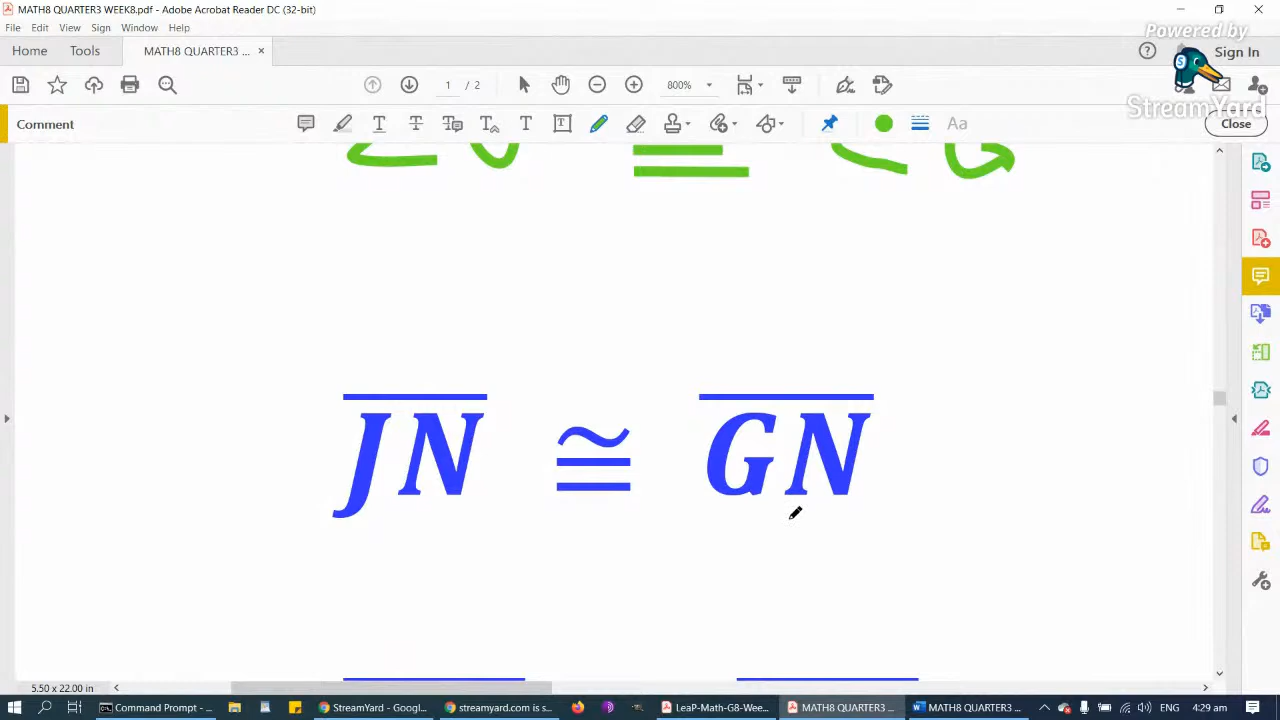 MATH8 QUARTER3 WEEK8.pdf - Adobe Acrobat Reader DC (32-bit)
File Edit View Sign Window Help
Powered by
StreamYard
Home Tools MATH8 QUARTER3 ... × Sign In
1 / 2 800%
Comment Aa Close
JN ≅ GN
5.50 x 22.00 in
Command Prompt - ... StreamYard - Googl... streamyard.com is s... LeaP-Math-G8-Wee... MATH8 QUARTER3 ... MATH8 QUARTER3 ... 4:29 am